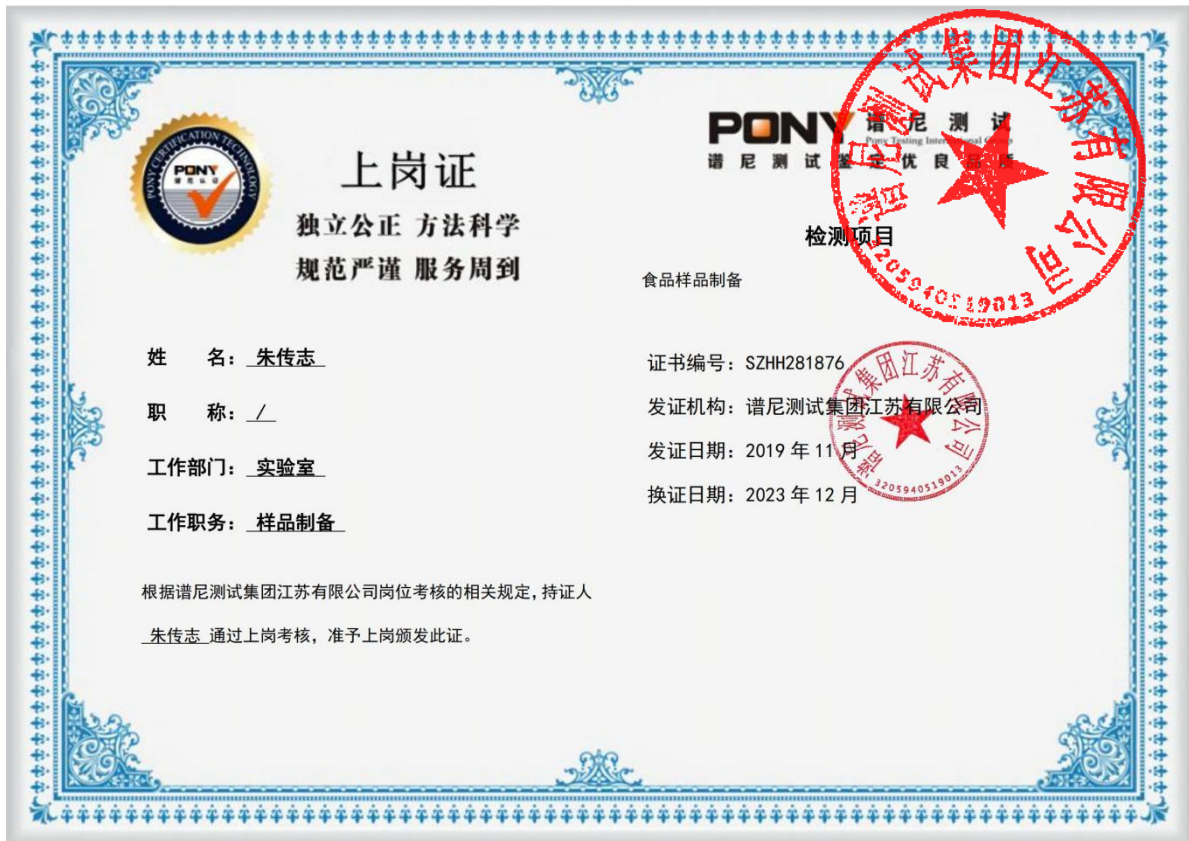 PONY CERTIFICATION TECHNOLOGY
PONY
谱尼认证
上岗证
独立公正 方法科学
规范严谨 服务周到
姓 名： 朱传志
职 称： /
工作部门： 实验室
工作职务： 样品制备
根据谱尼测试集团江苏有限公司岗位考核的相关规定，持证人
朱传志 通过上岗考核，准予上岗颁发此证。
PONY 谱尼测试
Pony Testing International Group
谱尼测试鉴定优良品质
谱尼测试集团江苏有限公司
3205940519013
检测项目
食品样品制备
证书编号：SZHH281876
发证机构：谱尼测试集团江苏有限公司
发证日期：2019 年 11 月
换证日期：2023 年 12 月
谱尼测试集团江苏有限公司
3205940519013